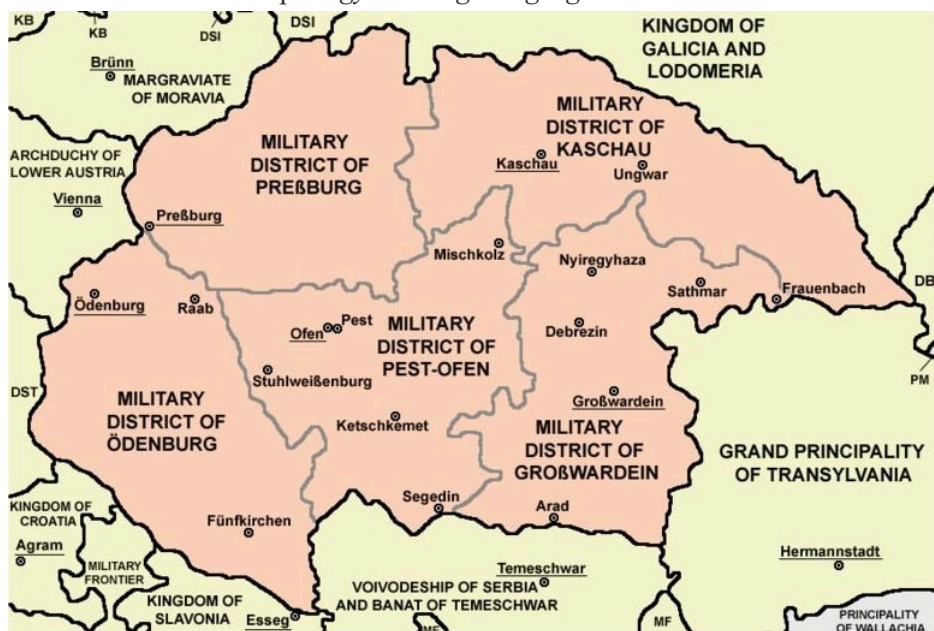 KB
KB
DSI
DSI
Brünn
MARGRAVIATE
OF MORAVIA
KINGDOM OF
GALICIA AND
LODOMERIA
MILITARY
DISTRICT OF
PREẞBURG
MILITARY
DISTRICT OF
KASCHAU
Kaschau
Ungwar
ARCHDUCHY OF
LOWER AUSTRIA
Vienna
Preßburg
Mischkolz
Nyiregyhaza
Sathmar
Frauenbach
DB
Ödenburg
Raab
Ofen
Pest
MILITARY
DISTRICT OF
PEST-OFEN
Debrezin
Stuhlweißenburg
PM
DST
MILITARY
DISTRICT OF
ÖDENBURG
Ketschkemet
Großwardein
MILITARY
DISTRICT OF
GROẞWARDEIN
GRAND PRINCIPALITY
OF TRANSYLVANIA
Segedin
Arad
KINGDOM OF
CROATIA
Fünfkirchen
Agram
MILITARY
FRONTIER
Hermannstadt
Temeschwar
VOIVODESHIP OF SERBIA
AND BANAT OF TEMESCHWAR
KINGDOM OF
SLAVONIA
Esseg
MF
PRINCIPALITY
OF WALLACHIA